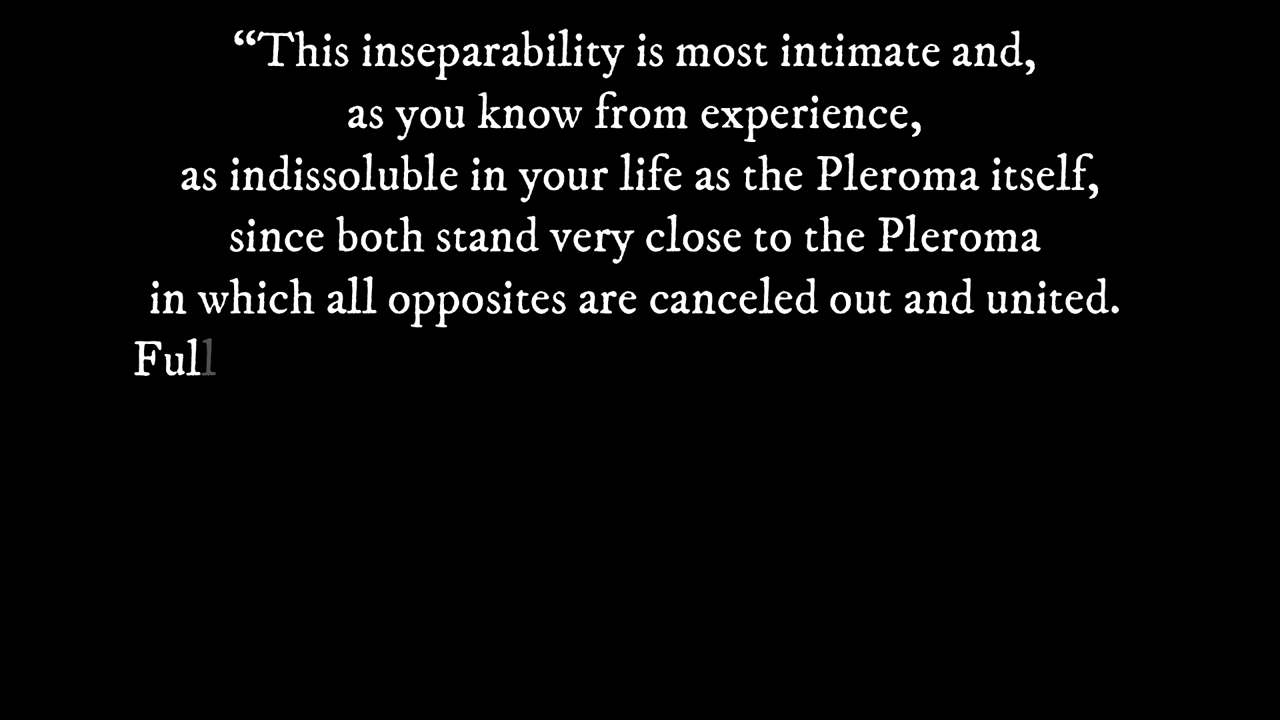 “This inseparability is most intimate and,
as you know from experience,
as indissoluble in your life as the Pleroma itself,
since both stand very close to the Pleroma
in which all opposites are canceled out and united.
Full